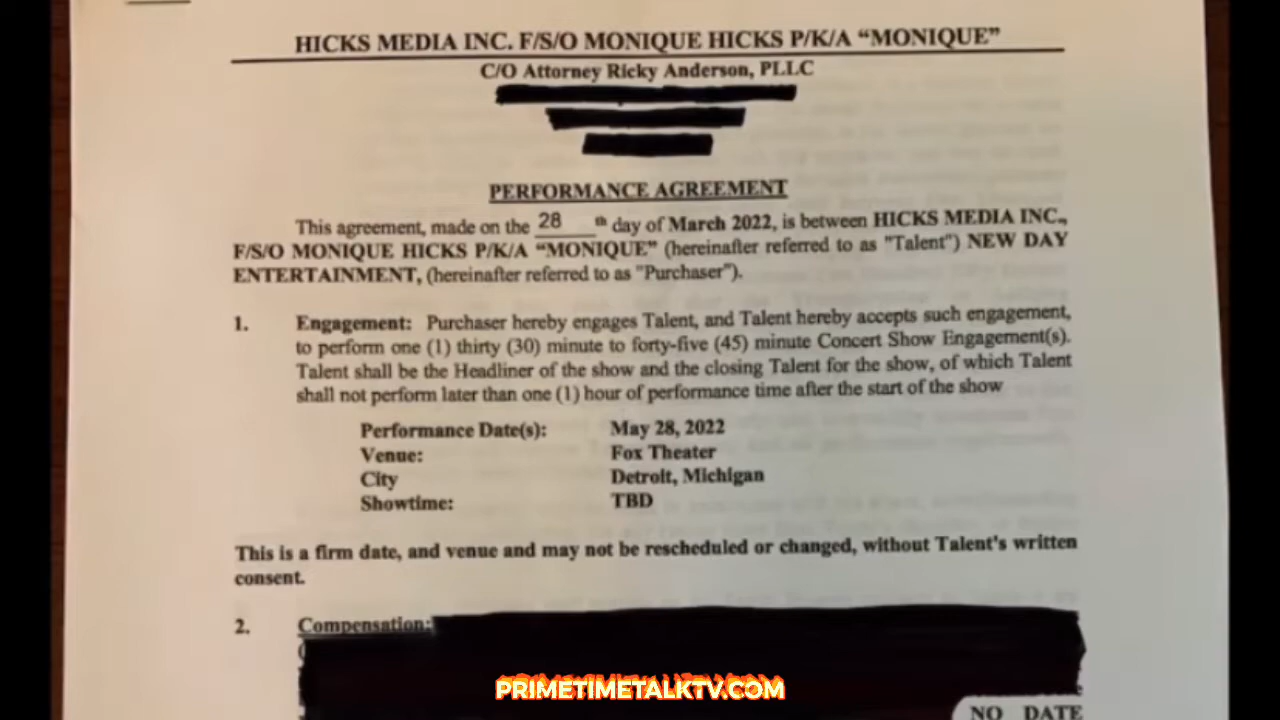 HICKS MEDIA INC. F/S/O MONIQUE HICKS P/K/A “MONIQUE”
C/O Attorney Ricky Anderson, PLLC
PERFORMANCE AGREEMENT
This agreement, made on the 28 th day of March 2022, is between HICKS MEDIA INC.,
F/S/O MONIQUE HICKS P/K/A “MONIQUE” (hereinafter referred to as "Talent") NEW DAY
ENTERTAINMENT, (hereinafter referred to as "Purchaser").
1. Engagement: Purchaser hereby engages Talent, and Talent hereby accepts such engagement,
to perform one (1) thirty (30) minute to forty-five (45) minute Concert Show Engagement(s).
Talent shall be the Headliner of the show and the closing Talent for the show, of which Talent
shall not perform later than one (1) hour of performance time after the start of the show
Performance Date(s): May 28, 2022
Venue: Fox Theater
City Detroit, Michigan
Showtime: TBD
This is a firm date, and venue and may not be rescheduled or changed, without Talent's written
consent.
2. Compensation:
PRIMETIMETALKTV.COM
NO DATE